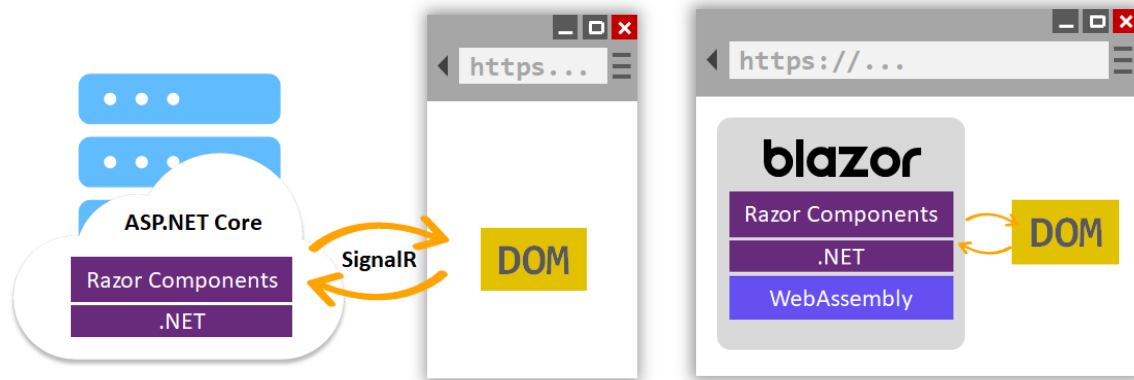 ASP.NET Core
Razor Components
.NET
SignalR
https...
DOM
https://...
blazor
Razor Components
.NET
WebAssembly
DOM